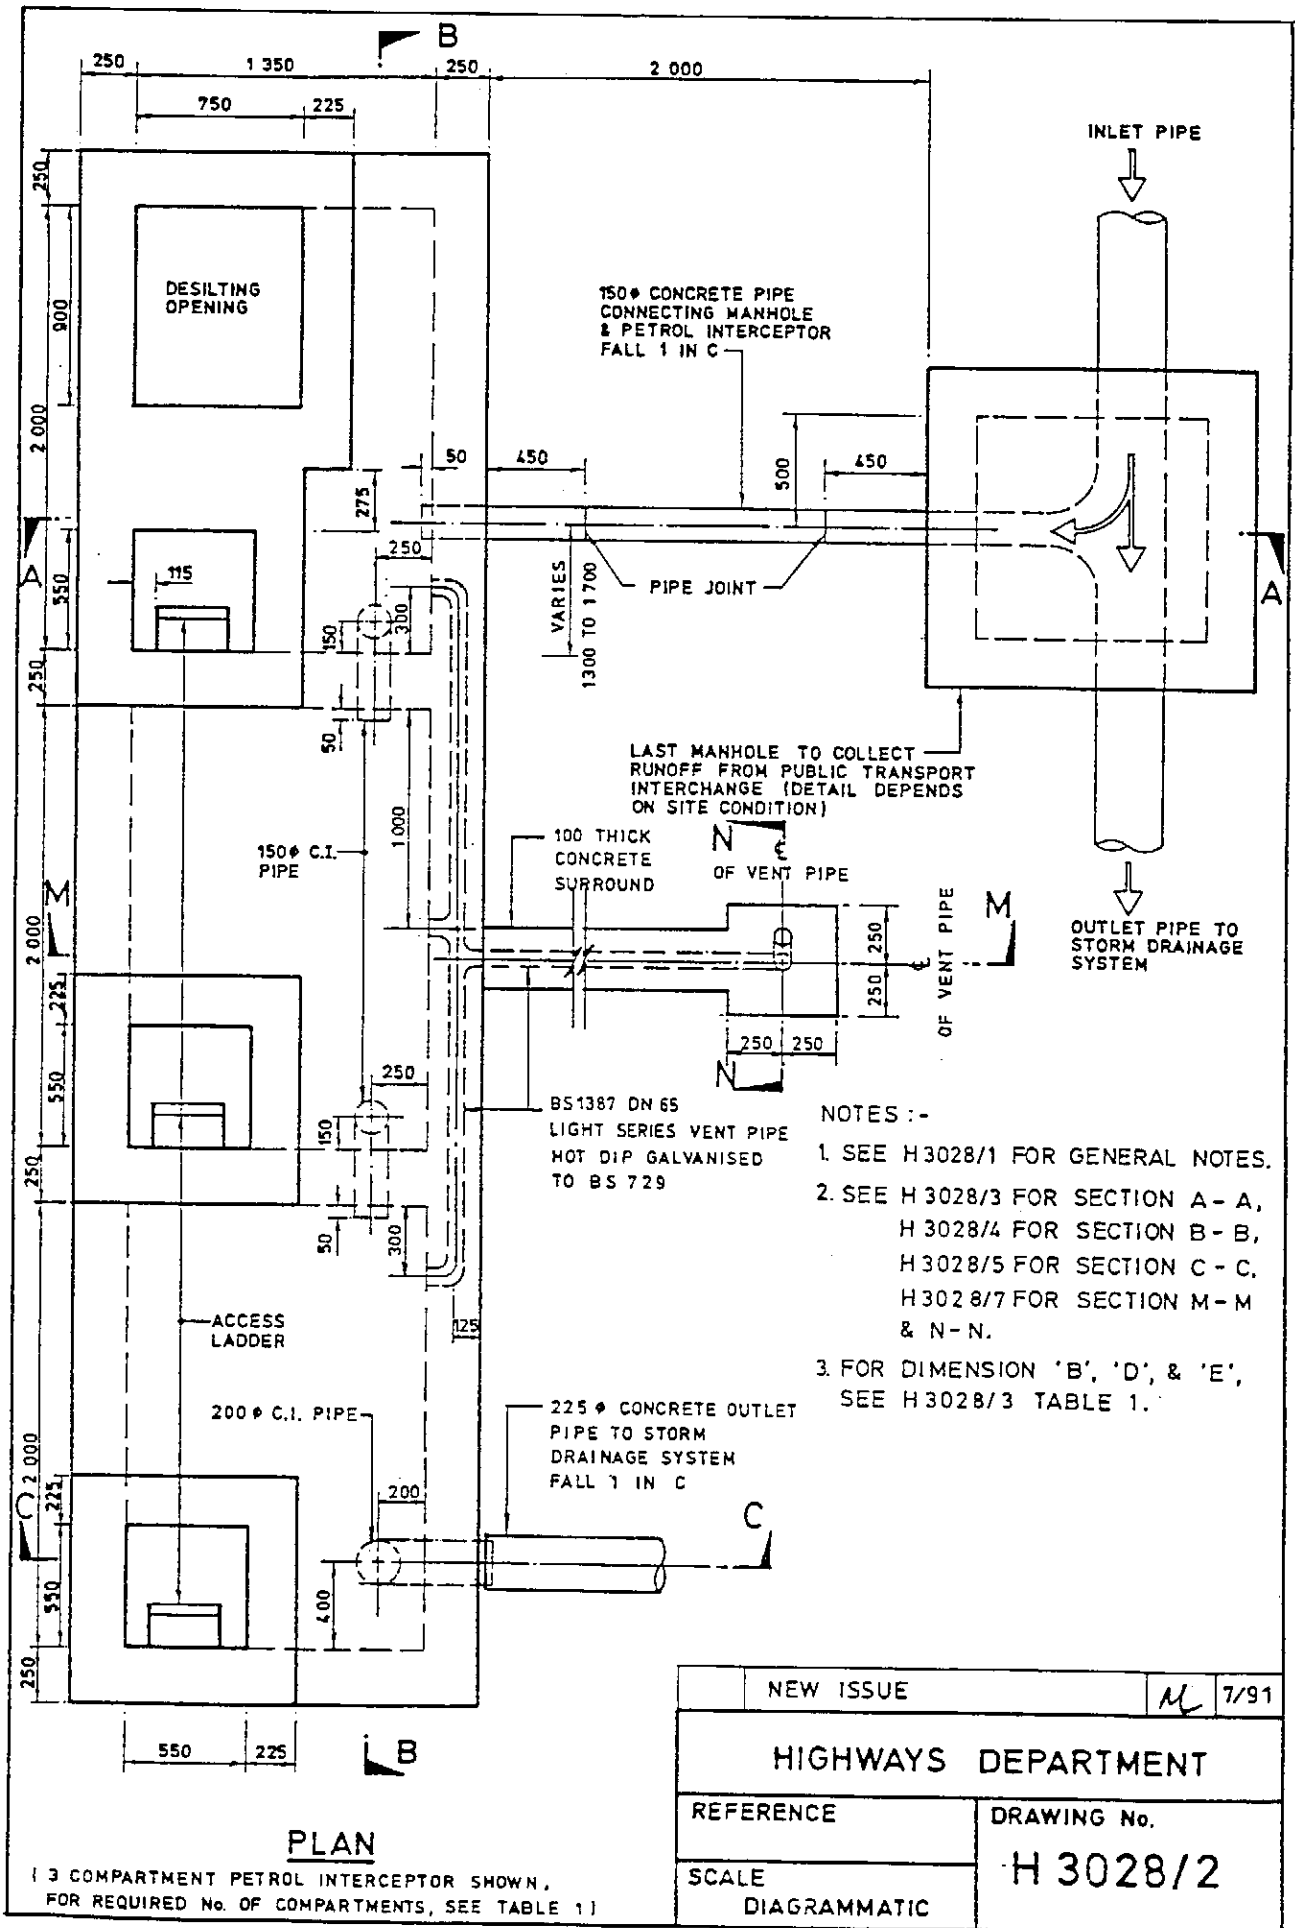 B
250
1 350
250
2 000
750
225
INLET PIPE
250
DESILTING
OPENING
900
2 000
150φ CONCRETE PIPE
CONNECTING MANHOLE
& PETROL INTERCEPTOR
FALL 1 IN C
50
450
500
450
275
A
550
115
250
300
150
VARIES
1300 TO 1 700
PIPE JOINT
A
250
50
LAST MANHOLE TO COLLECT
RUNOFF FROM PUBLIC TRANSPORT
INTERCHANGE (DETAIL DEPENDS
ON SITE CONDITION)
1 000
150φ C.I.
PIPE
100 THICK
CONCRETE
SURROUND
N
℄
OF VENT PIPE
M
2 000
250
250
℄
OF VENT PIPE
M
OUTLET PIPE TO
STORM DRAINAGE
SYSTEM
225
550
250
250
N
250
150
BS1387 DN 65
LIGHT SERIES VENT PIPE
HOT DIP GALVANISED
TO BS 729
250
50
300
125
NOTES :-
1. SEE H3028/1 FOR GENERAL NOTES.
2. SEE H 3028/3 FOR SECTION A-A,
H 3028/4 FOR SECTION B-B,
H 3028/5 FOR SECTION C-C,
H3028/7 FOR SECTION M-M
& N-N.
3. FOR DIMENSION 'B', 'D', & 'E',
SEE H3028/3 TABLE 1.
ACCESS
LADDER
200φ C.I. PIPE
225φ CONCRETE OUTLET
PIPE TO STORM
DRAINAGE SYSTEM
FALL 1 IN C
2 000
225
200
C
C
550
400
250
550
225
B
PLAN
( 3 COMPARTMENT PETROL INTERCEPTOR SHOWN,
FOR REQUIRED No. OF COMPARTMENTS, SEE TABLE 1)
NEW ISSUE
7/91
HIGHWAYS DEPARTMENT
REFERENCE
DRAWING No.
H 3028/2
SCALE
DIAGRAMMATIC